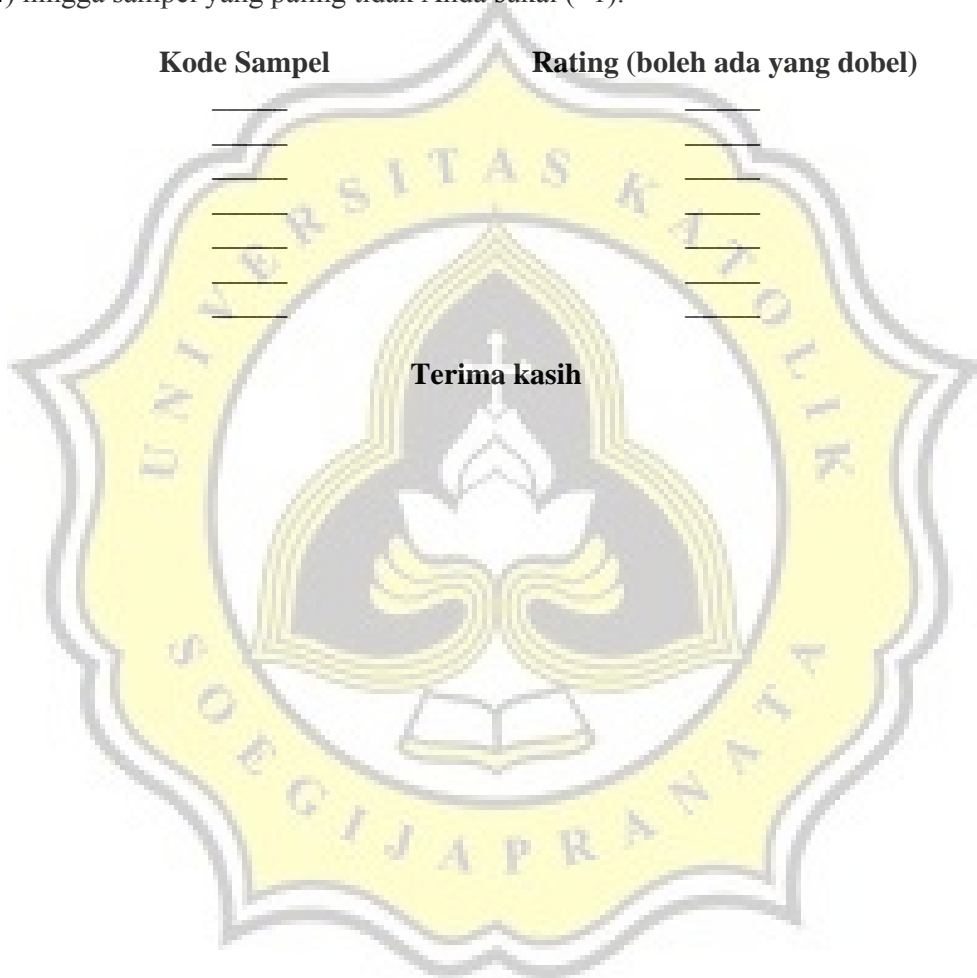 hingga sampel yang paling tidak Anda sukai
Kode Sampel Rating (boleh ada yang dobel)
Terima kasih
UNIVERSITAS KATOLIK
SOEGIJAPRANATA